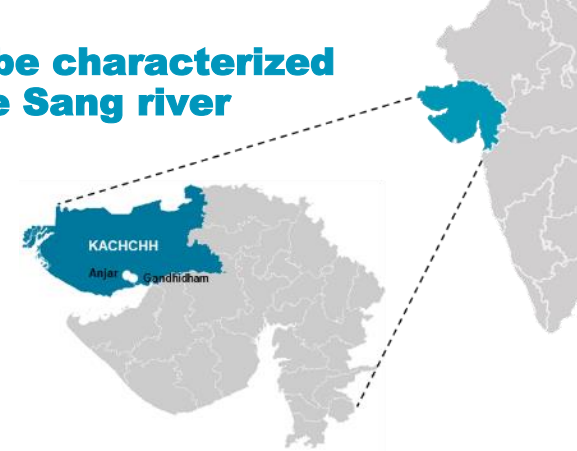 be characterized
e Sang river
KACHCHH
Anjar
Gandhidham